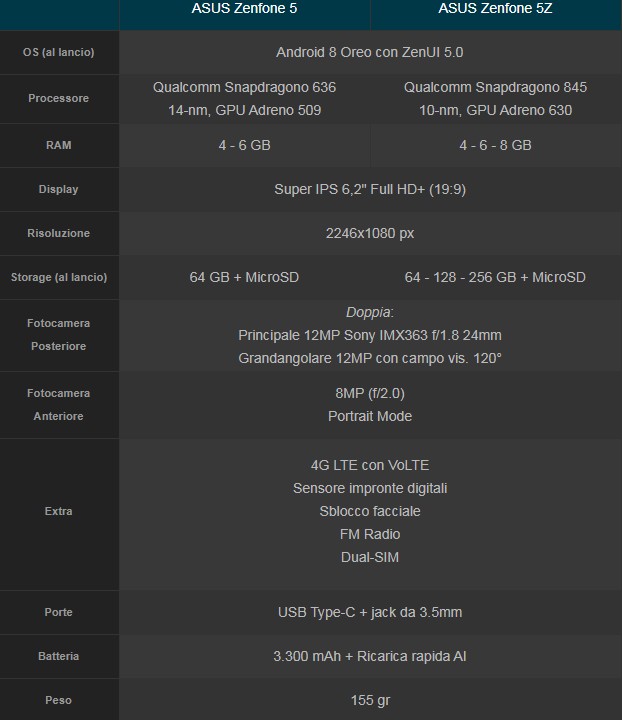 ASUS Zenfone 5 ASUS Zenfone 5Z
OS (al lancio) Android 8 Oreo con ZenUI 5.0
Processore
Qualcomm Snapdragono 636 Qualcomm Snapdragono 845
14-nm, GPU Adreno 509 10-nm, GPU Adreno 630
RAM 4 - 6 GB 4 - 6 - 8 GB
Display Super IPS 6,2" Full HD+ (19:9)
Risoluzione 2246x1080 px
Storage (al lancio) 64 GB + MicroSD 64 - 128 - 256 GB + MicroSD
Fotocamera
Posteriore
Doppia:
Principale 12MP Sony IMX363 f/1.8 24mm
Grandangolare 12MP con campo vis. 120°
Fotocamera
Anteriore
8MP (f/2.0)
Portrait Mode
Extra
4G LTE con VoLTE
Sensore impronte digitali
Sblocco facciale
FM Radio
Dual-SIM
Porte USB Type-C + jack da 3.5mm
Batteria 3.300 mAh + Ricarica rapida AI
Peso 155 gr